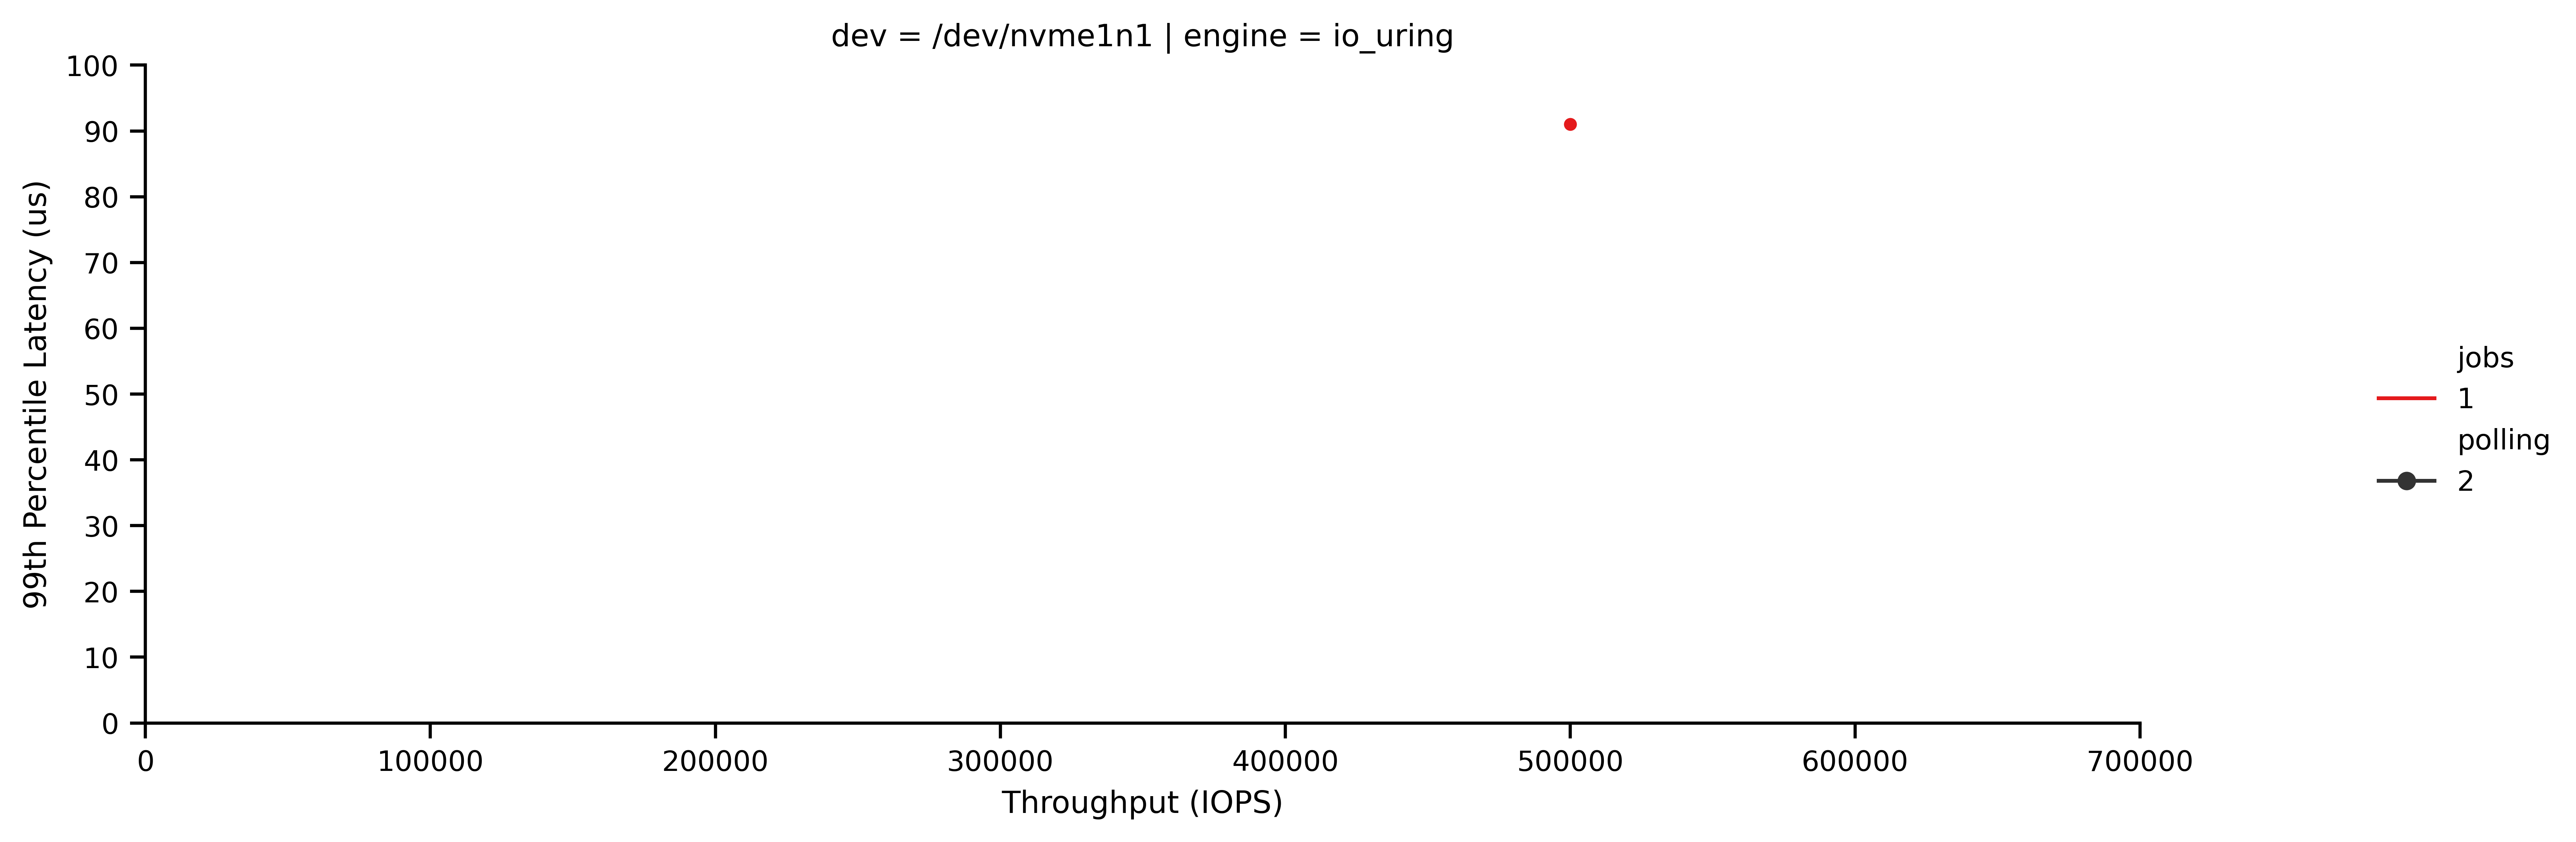 dev = /dev/nvme1n1 | engine = io_uring
100
90
80
70
60
50
40
30
20
10
0
99th Percentile Latency (us)
0 100000 200000 300000 400000 500000 600000 700000
Throughput (IOPS)
jobs
1
polling
2